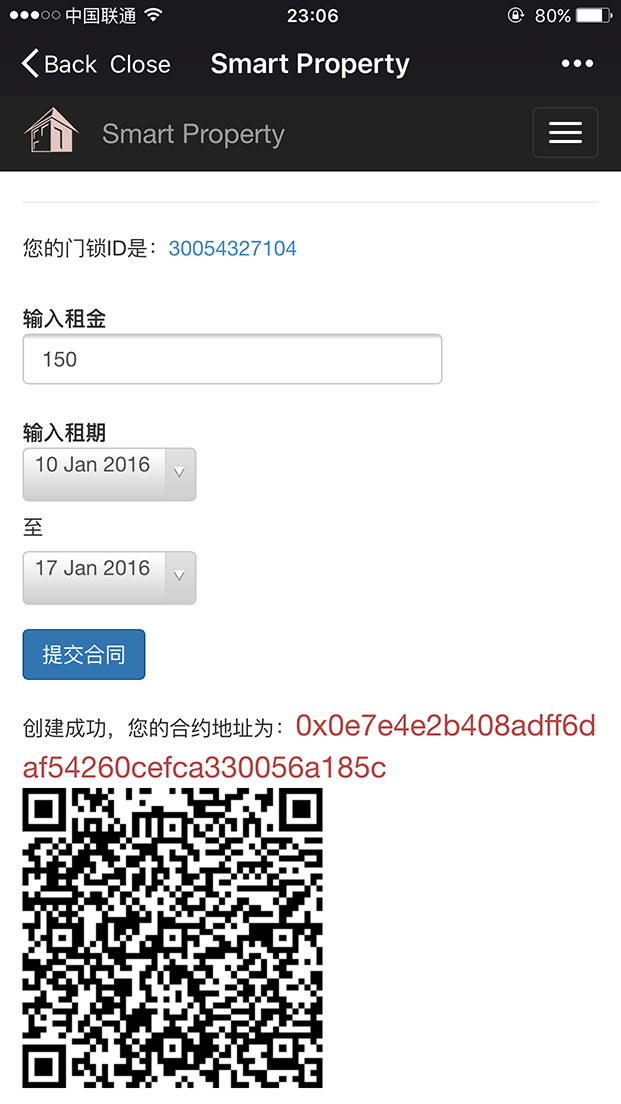 中国联通 23:06 80%
Back Close Smart Property
Smart Property
您的门锁ID是：30054327104
输入租金
150
输入租期
10 Jan 2016
至
17 Jan 2016
提交合同
创建成功，您的合约地址为：0x0e7e4e2b408adff6d
af54260cefca330056a185c